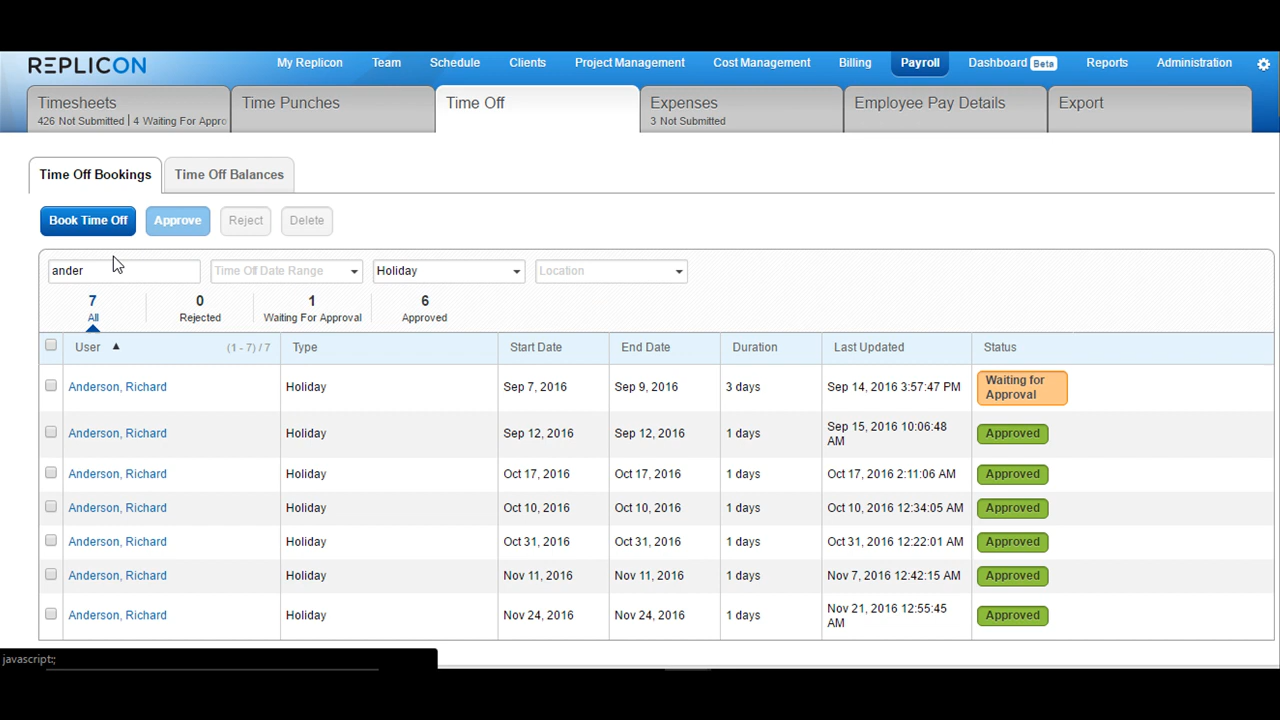 REPLICON
My Replicon Team Schedule Clients Project Management Cost Management Billing Payroll Dashboard Beta Reports Administration
Timesheets Time Punches Time Off Expenses Employee Pay Details Export
426 Not Submitted | 4 Waiting For Appro 3 Not Submitted
Time Off Bookings Time Off Balances
Book Time Off Approve Reject Delete
ander Time Off Date Range Holiday Location
7 0 1 6
All Rejected Waiting For Approval Approved
User (1 - 7) / 7 Type Start Date End Date Duration Last Updated Status
Anderson, Richard Holiday Sep 7, 2016 Sep 9, 2016 3 days Sep 14, 2016 3:57:47 PM Waiting for
Approval
Anderson, Richard Holiday Sep 12, 2016 Sep 12, 2016 1 days Sep 15, 2016 10:06:48 Approved
AM
Anderson, Richard Holiday Oct 17, 2016 Oct 17, 2016 1 days Oct 17, 2016 2:11:06 AM Approved
Anderson, Richard Holiday Oct 10, 2016 Oct 10, 2016 1 days Oct 10, 2016 12:34:05 AM Approved
Anderson, Richard Holiday Oct 31, 2016 Oct 31, 2016 1 days Oct 31, 2016 12:22:01 AM Approved
Anderson, Richard Holiday Nov 11, 2016 Nov 11, 2016 1 days Nov 7, 2016 12:42:15 AM Approved
Anderson, Richard Holiday Nov 24, 2016 Nov 24, 2016 1 days Nov 21, 2016 12:55:45 Approved
AM
javascript:;